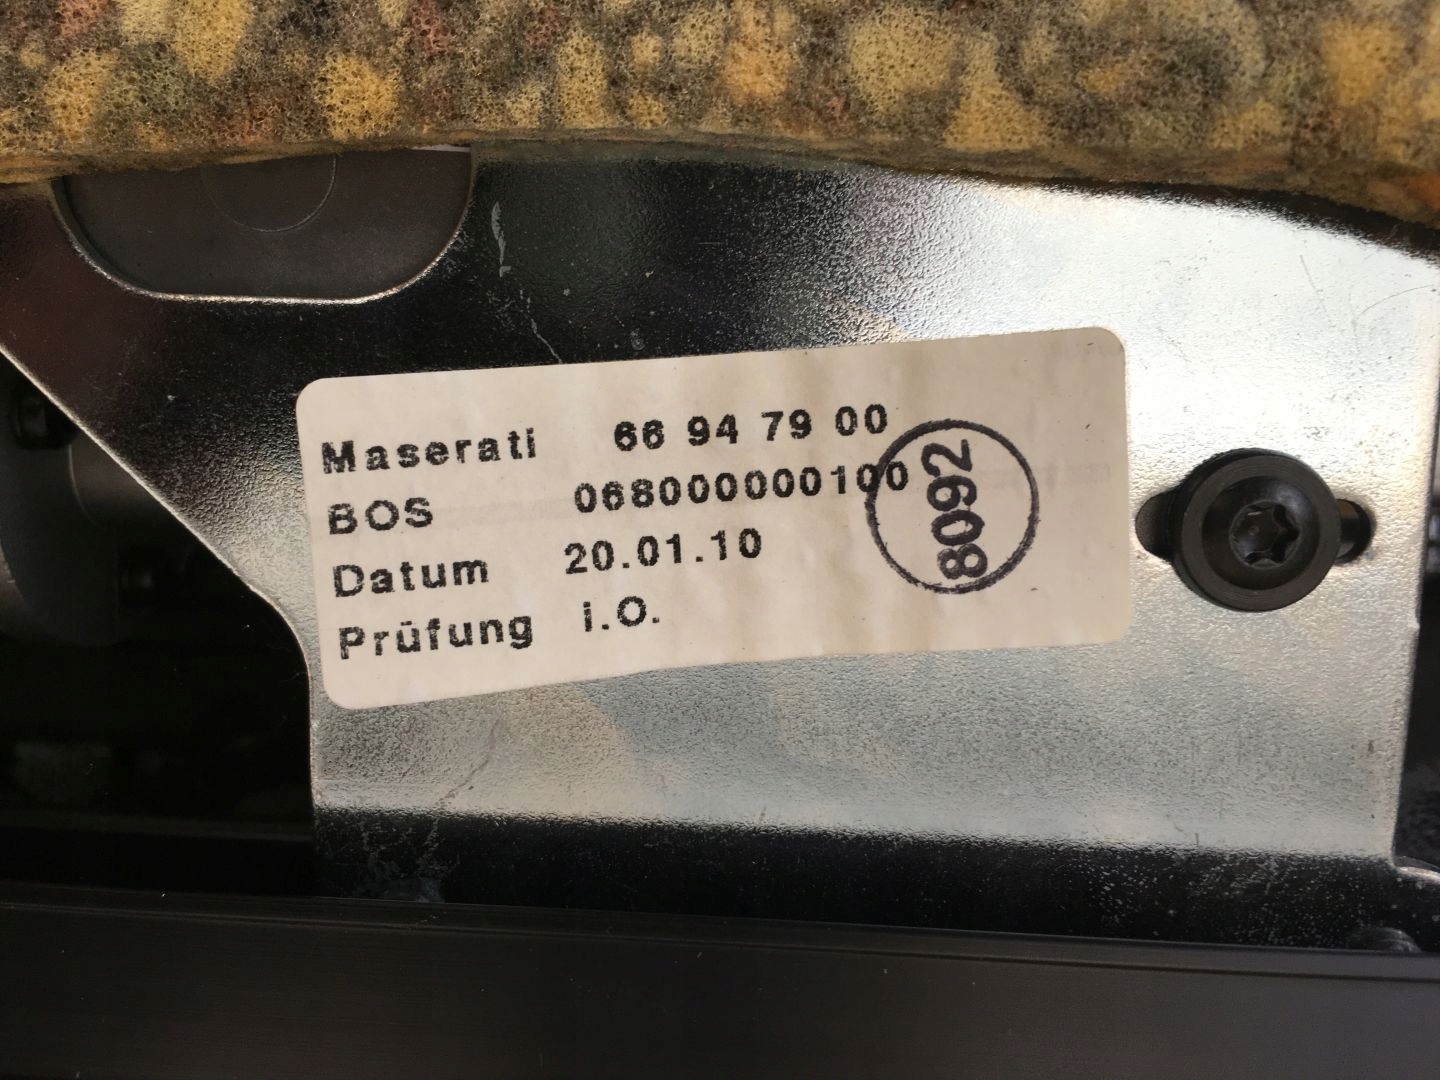 Maserati 66 94 79 00
BOS 068000000100
Datum 20.01.10
Prüfung i.O.
8092